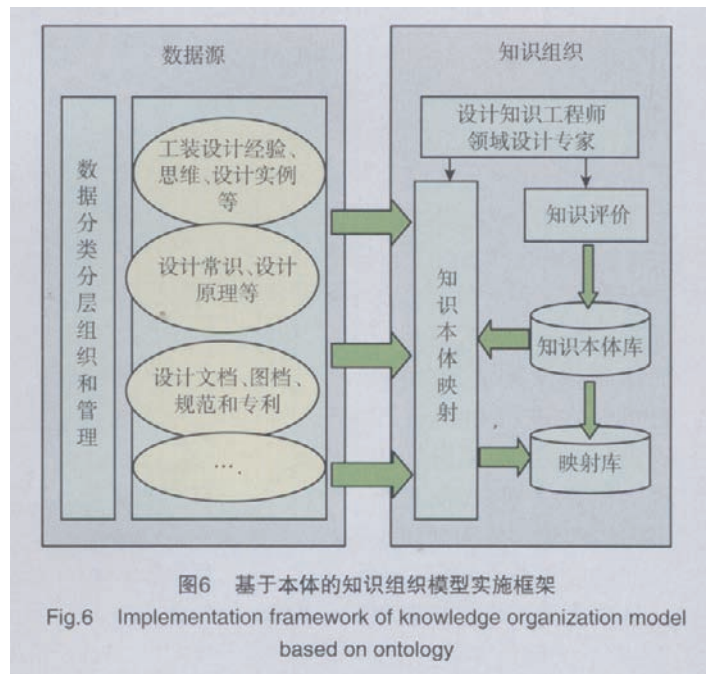 数据源
数据分类分层组织和管理
工装设计经验、
思维、设计实例
等
设计常识、设计
原理等
设计文档、图档、
规范和专利
….
知识组织
设计知识工程师
领域设计专家
知识本体映射
知识评价
知识本体库
映射库
图6 基于本体的知识组织模型实施框架
Fig.6 Implementation framework of knowledge organization model
based on ontology